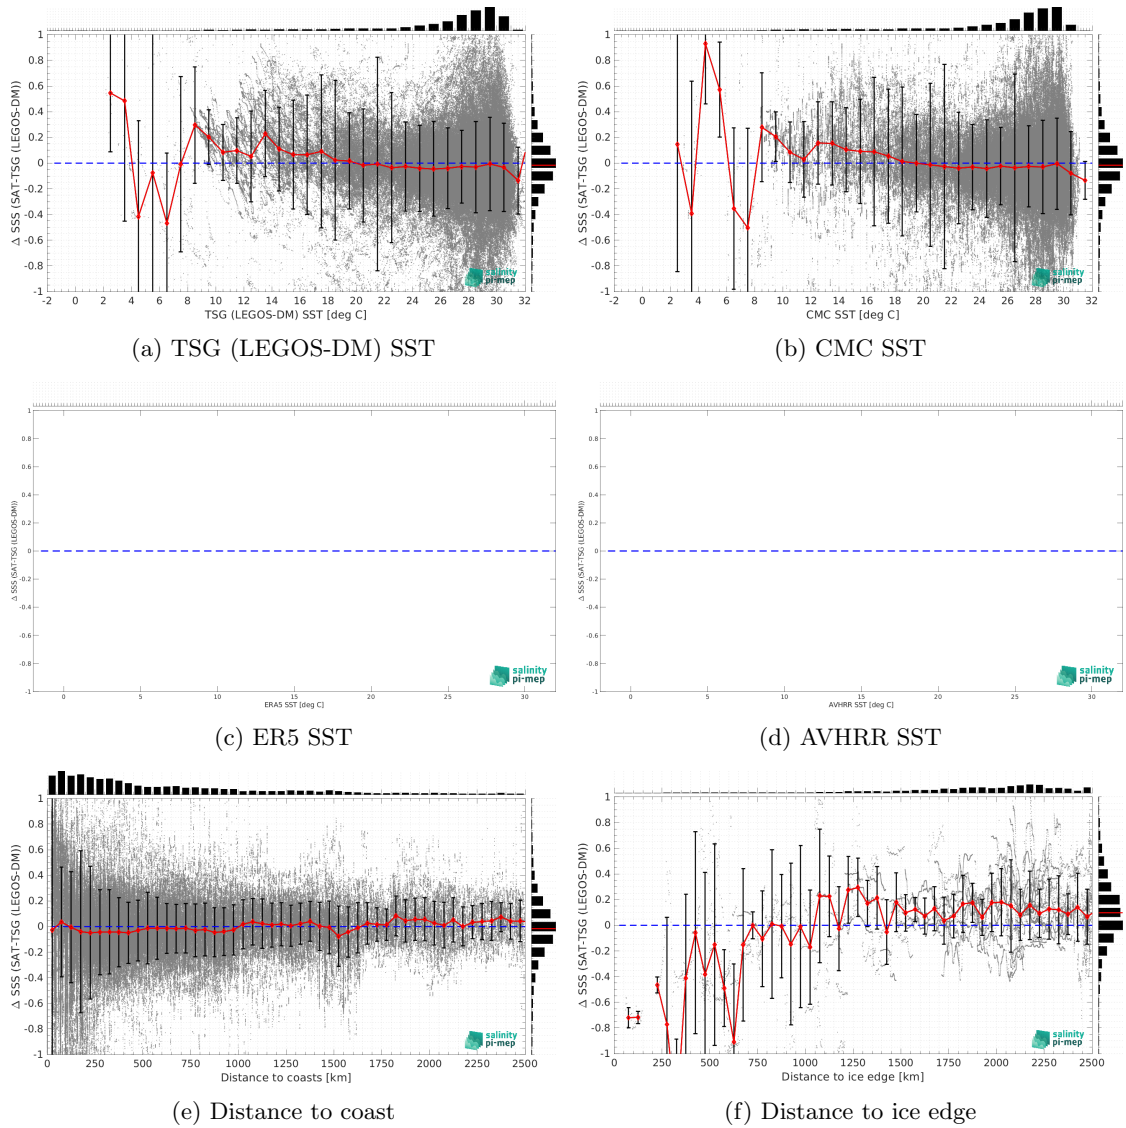 1
0.8
0.6
0.4
0.2
0
-0.2
-0.4
-0.6
-0.8
-1
Δ SSS (SAT-TSG (LEGOS-DM))
-2 0 2 4 6 8 10 12 14 16 18 20 22 24 26 28 30 32
TSG (LEGOS-DM) SST [deg C]
salinity
pi-mep
(a) TSG (LEGOS-DM) SST
1
0.8
0.6
0.4
0.2
0
-0.2
-0.4
-0.6
-0.8
-1
Δ SSS (SAT-TSG (LEGOS-DM))
-2 0 2 4 6 8 10 12 14 16 18 20 22 24 26 28 30 32
CMC SST [deg C]
salinity
pi-mep
(b) CMC SST
1
0.8
0.6
0.4
0.2
0
-0.2
-0.4
-0.6
-0.8
-1
Δ SSS (SAT-TSG (LEGOS-DM))
0 5 10 15 20 25 30
ERA5 SST [deg C]
salinity
pi-mep
(c) ER5 SST
1
0.8
0.6
0.4
0.2
0
-0.2
-0.4
-0.6
-0.8
-1
Δ SSS (SAT-TSG (LEGOS-DM))
0 5 10 15 20 25 30
AVHRR SST [deg C]
salinity
pi-mep
(d) AVHRR SST
1
0.8
0.6
0.4
0.2
0
-0.2
-0.4
-0.6
-0.8
-1
Δ SSS (SAT-TSG (LEGOS-DM))
0 250 500 750 1000 1250 1500 1750 2000 2250 2500
Distance to coasts [km]
salinity
pi-mep
(e) Distance to coast
1
0.8
0.6
0.4
0.2
0
-0.2
-0.4
-0.6
-0.8
-1
Δ SSS (SAT-TSG (LEGOS-DM))
0 250 500 750 1000 1250 1500 1750 2000 2250 2500
Distance to ice edge [km]
salinity
pi-mep
(f) Distance to ice edge